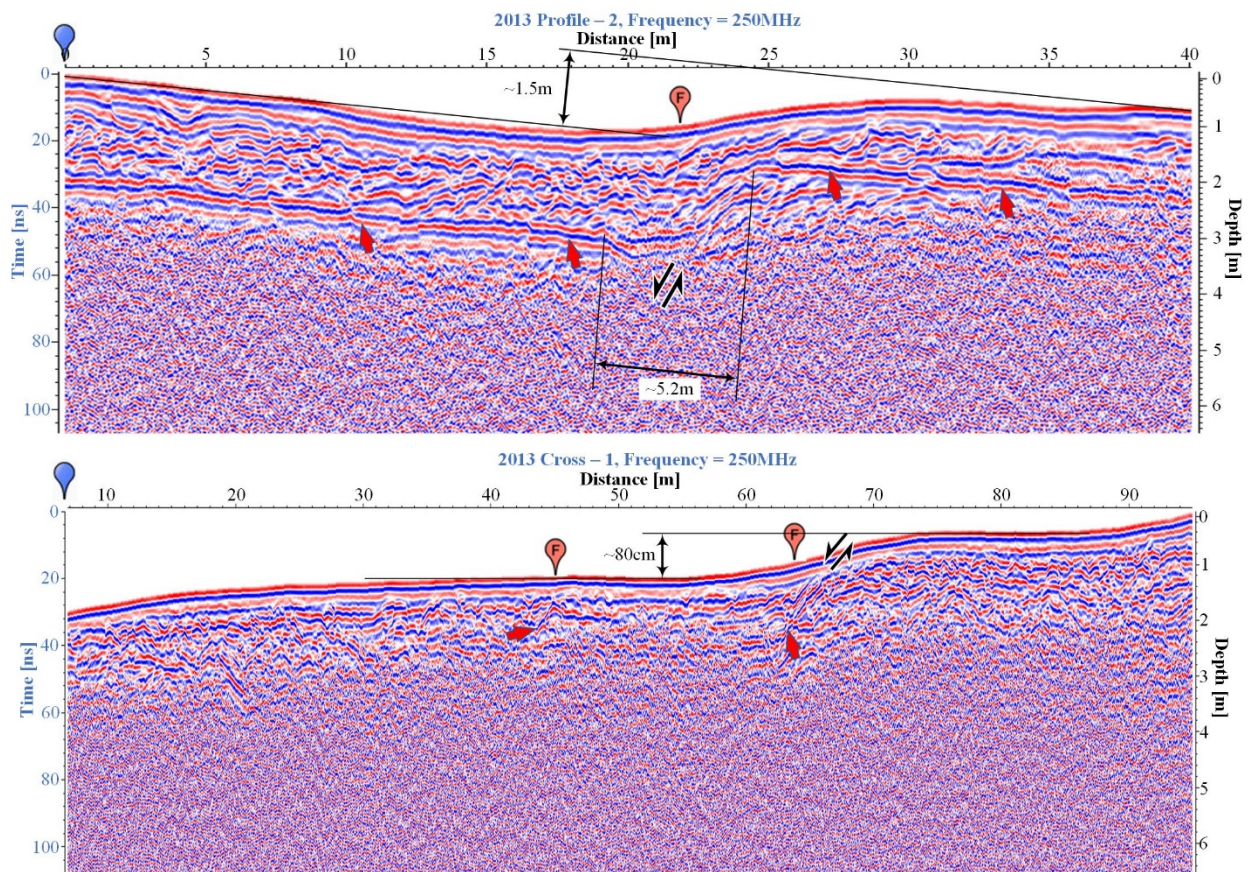 2013 Profile – 2, Frequency = 250MHz
Distance [m]
0 5 10 15 20 25 30 35 40
~1.5m
F
Time [ns]
0
20
40
60
80
100
Depth [m]
0
1
2
3
4
5
6
~5.2m
2013 Cross – 1, Frequency = 250MHz
Distance [m]
10 20 30 40 50 60 70 80 90
F
F
~80cm
Time [ns]
0
20
40
60
80
100
Depth [m]
0
1
2
3
4
5
6